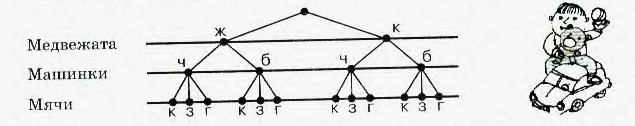 ж к
Медвежата
ч б ч б
Машинки
Мячи
к з г к з г к з г к з г